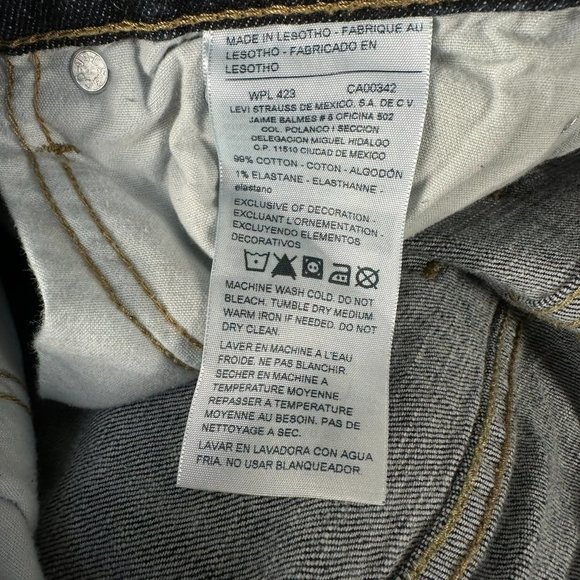 MADE IN LESOTHO - FABRIQUE AU
LESOTHO - FABRICADO EN
LESOTHO
WPL 423 CA00342
LEVI STRAUSS DE MEXICO, S.A. DE C.V.
JAIME BALMES # 8 OFICINA 502
COL. POLANCO I SECCION
DELEGACION MIGUEL HIDALGO
C.P. 11510 CIUDAD DE MEXICO
99% COTTON - COTON - ALGODÓN
1% ELASTANE - ELASTHANNE -
elastano
EXCLUSIVE OF DECORATION -
EXCLUANT L'ORNEMENTATION -
EXCLUYENDO ELEMENTOS
DECORATIVOS
MACHINE WASH COLD. DO NOT
BLEACH. TUMBLE DRY MEDIUM.
WARM IRON IF NEEDED. DO NOT
DRY CLEAN.
LAVER EN MACHINE A L'EAU
FROIDE. NE PAS BLANCHIR
SECHER EN MACHINE A
TEMPERATURE MOYENNE
REPASSER A TEMPERATURE
MOYENNE AU BESOIN. PAS DE
NETTOYAGE A SEC.
LAVAR EN LAVADORA CON AGUA
FRIA. NO USAR BLANQUEADOR